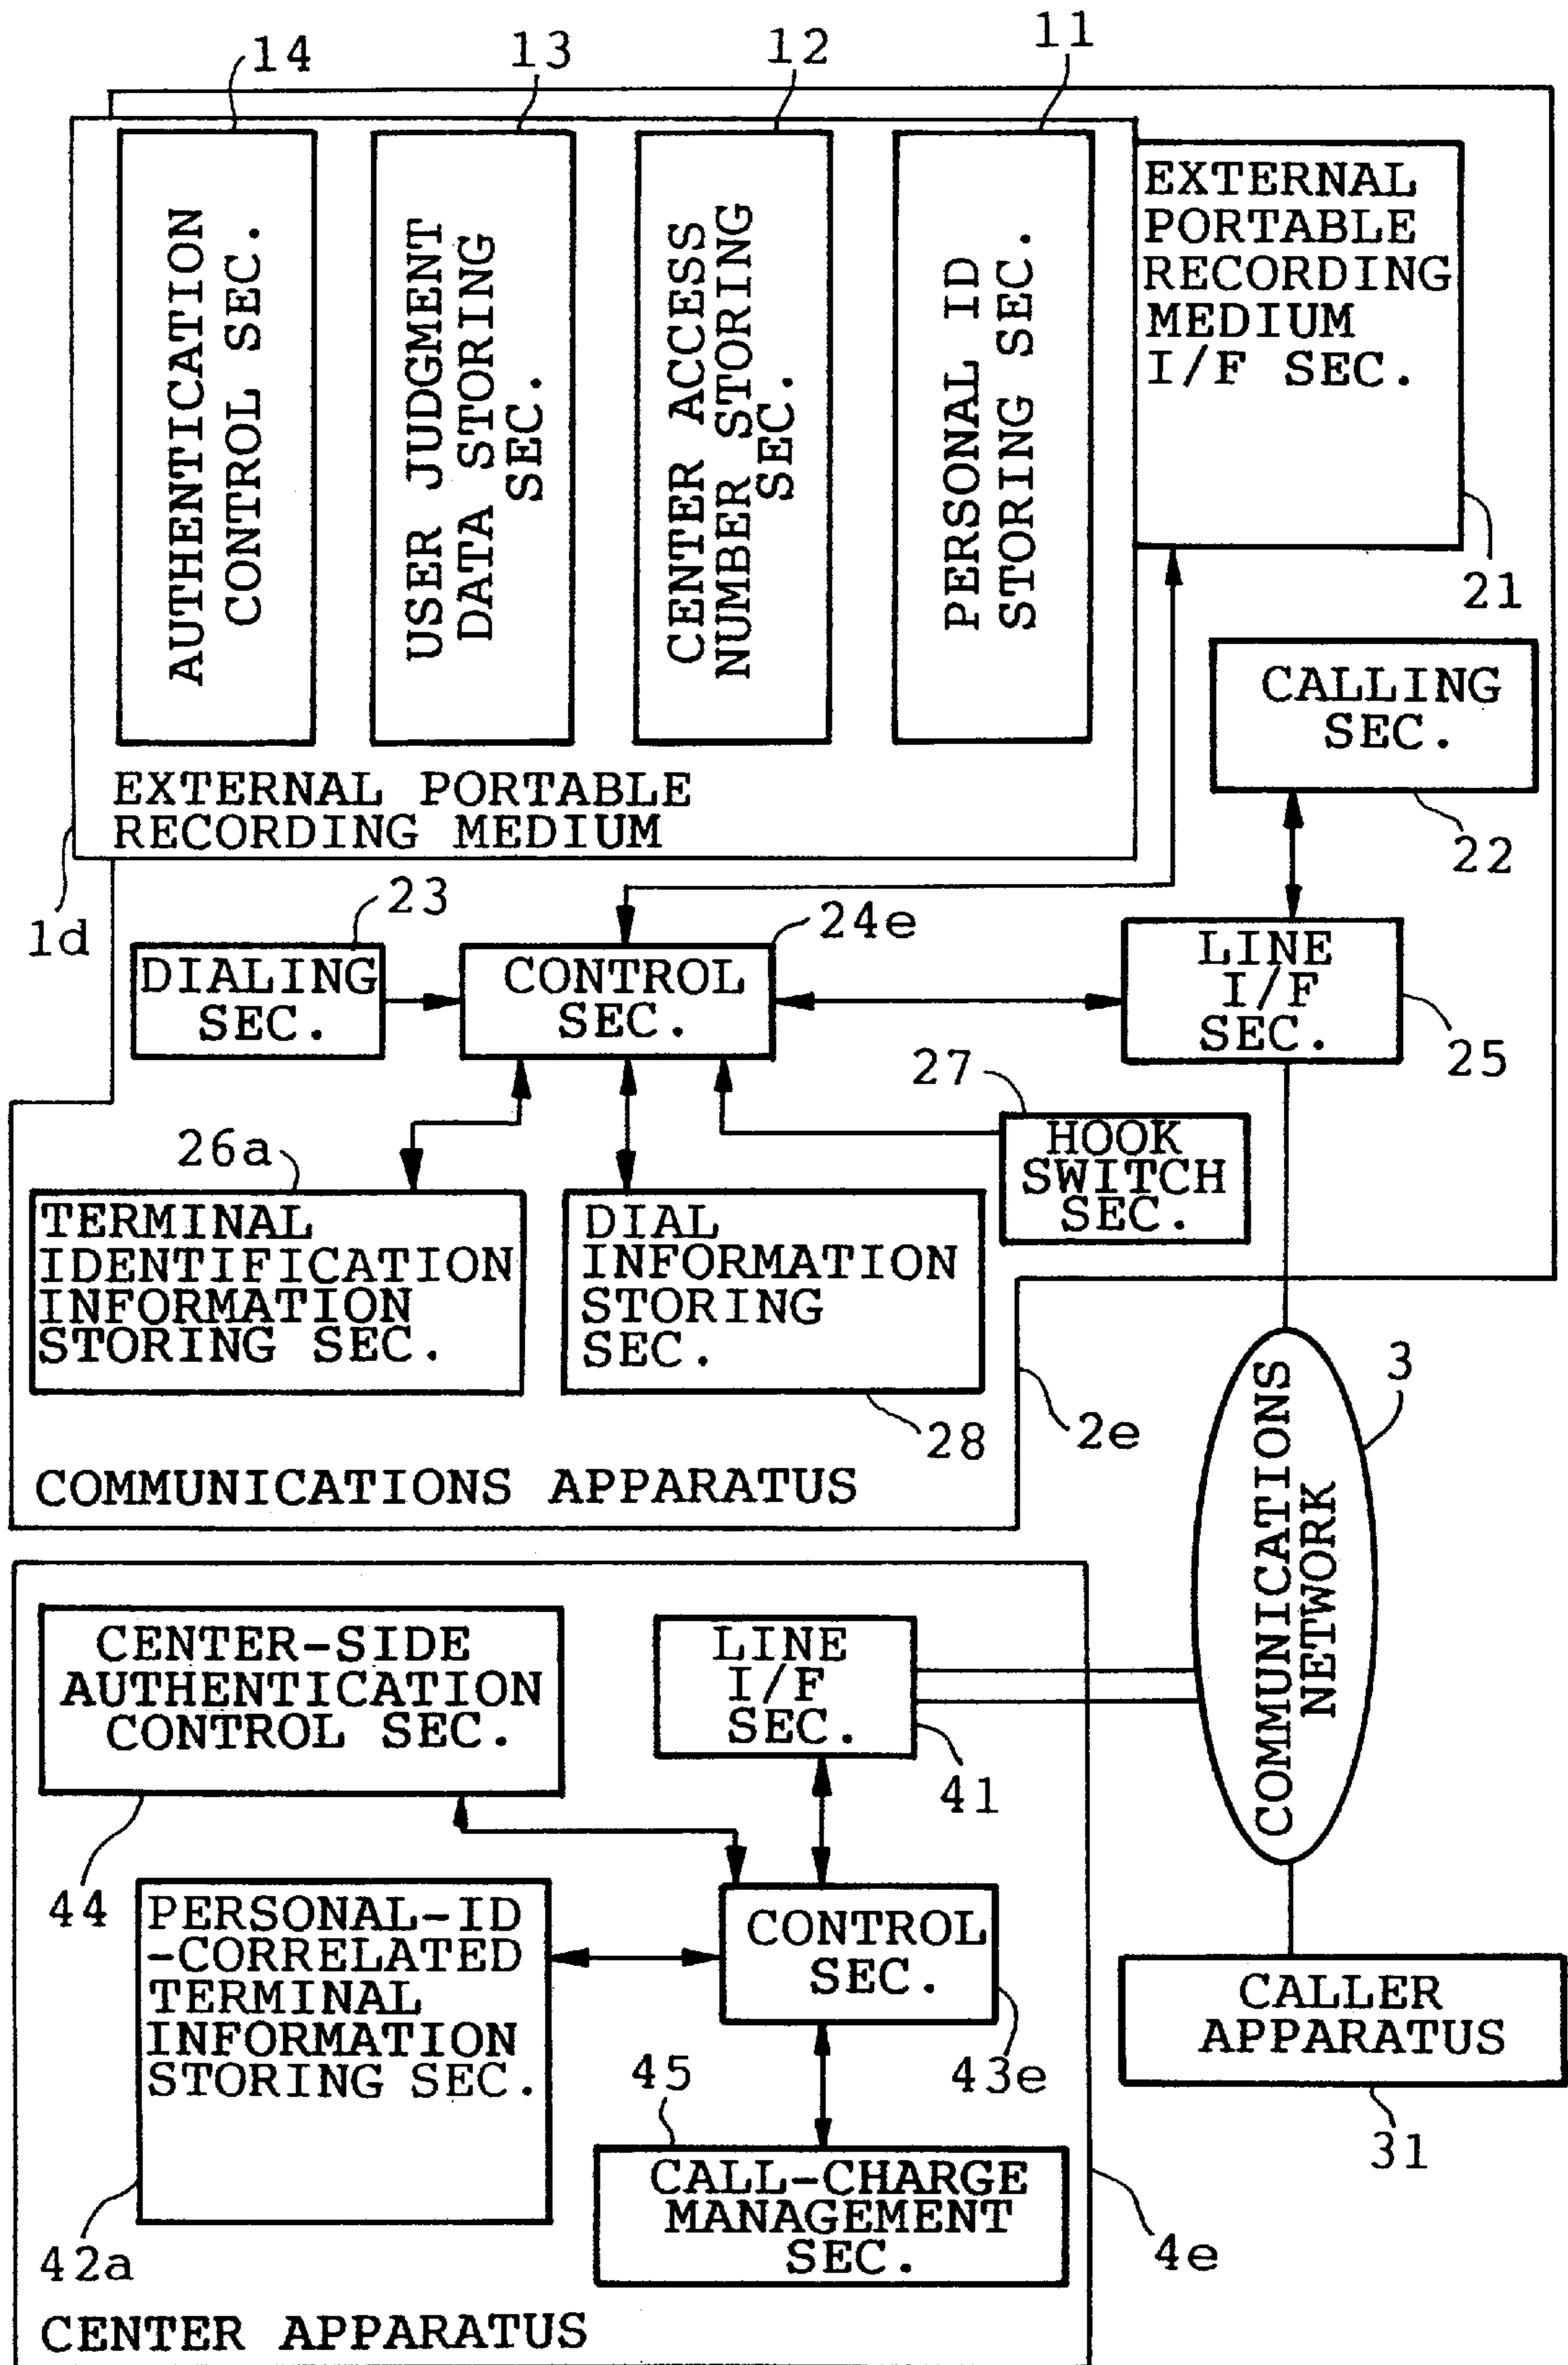 14
13
12
11
AUTHENTICATION
CONTROL SEC.
USER JUDGMENT
DATA STORING
SEC.
CENTER ACCESS
NUMBER STORING
SEC.
PERSONAL ID
STORING SEC.
EXTERNAL
PORTABLE
RECORDING
MEDIUM
I/F SEC.
21
EXTERNAL PORTABLE
RECORDING MEDIUM
1d
CALLING
SEC.
22
23
DIALING
SEC.
24e
CONTROL
SEC.
LINE
I/F
SEC.
25
27
HOOK
SWITCH
SEC.
26a
TERMINAL
IDENTIFICATION
INFORMATION
STORING SEC.
DIAL
INFORMATION
STORING
SEC.
28
2e
COMMUNICATIONS APPARATUS
3
COMMUNICATIONS
NETWORK
CENTER-SIDE
AUTHENTICATION
CONTROL SEC.
44
LINE
I/F
SEC.
41
PERSONAL-ID
-CORRELATED
TERMINAL
INFORMATION
STORING SEC.
42a
CONTROL
SEC.
43e
45
CALL-CHARGE
MANAGEMENT
SEC.
4e
CALLER
APPARATUS
31
CENTER APPARATUS